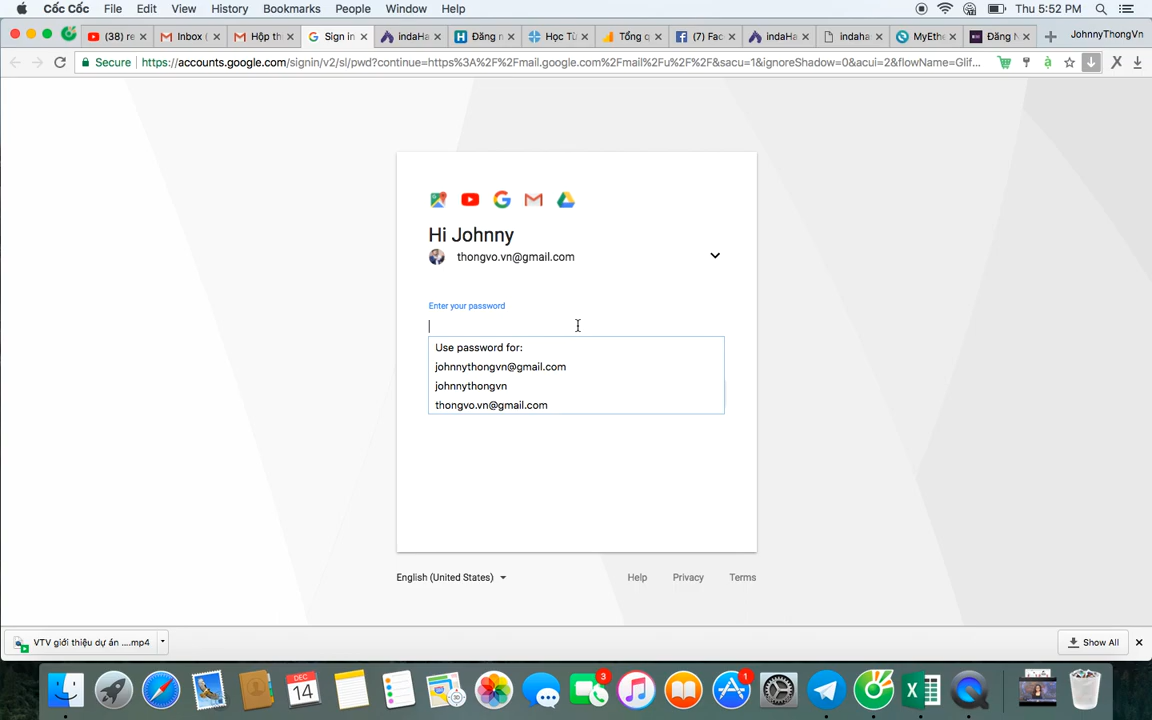 Cốc Cốc File Edit View History Bookmarks People Window Help Thu 5:52 PM
(38) re Inbox ( Hộp th Sign in indaHa Đăng n Học Từ Tổng q (7) Fac indaHa indaha MyEthe Đăng N JohnnyThongVn
Secure https://accounts.google.com/signin/v2/sl/pwd?continue=https%3A%2F%2Fmail.google.com%2Fmail%2Fu%2F%2F&sacu=1&ignoreShadow=0&acui=2&flowName=Glif...
Hi Johnny
thongvo.vn@gmail.com
Enter your password
Use password for:
johnnythongvn@gmail.com
johnnythongvn
thongvo.vn@gmail.com
English (United States) Help Privacy Terms
VTV giới thiệu dự án ....mp4 Show All
DEC
14
3
1